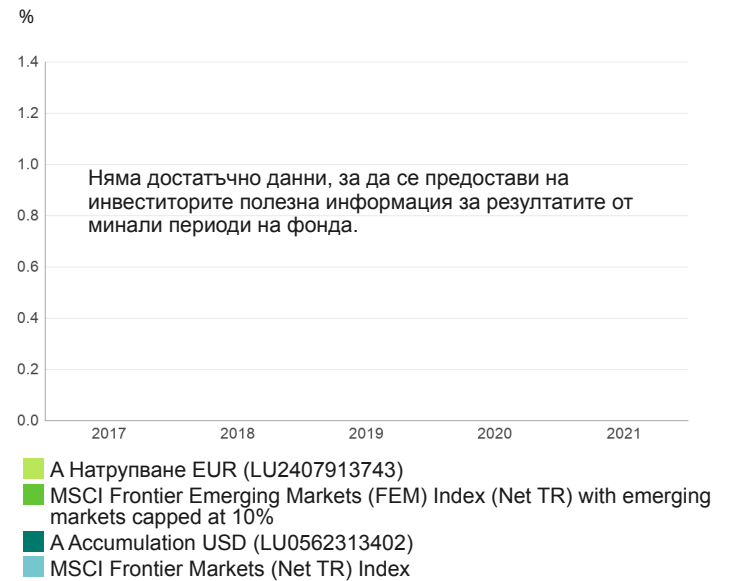 %
1.4
1.2
1.0
Няма достатъчно данни, за да се предостави на
инвеститорите полезна информация за резултатите от
минали периоди на фонда.
0.8
0.6
0.4
0.2
0.0
2017 2018 2019 2020 2021
A Натрупване EUR (LU2407913743)
MSCI Frontier Emerging Markets (FEM) Index (Net TR) with emerging
markets capped at 10%
A Accumulation USD (LU0562313402)
MSCI Frontier Markets (Net TR) Index